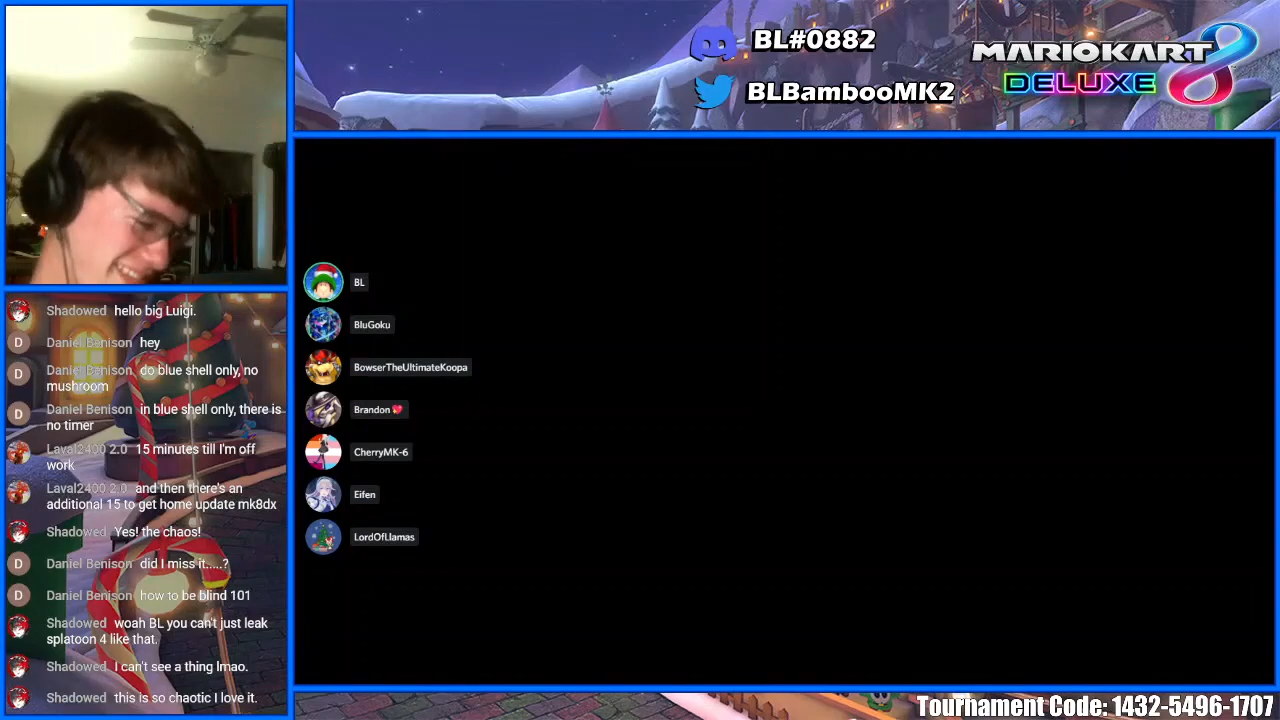 BL#0882
BLBambooMK2
MARIOKART 8
DELUXE
BL
BluGoku
BowserTheUltimateKoopa
Brandon 💘
CherryMK-6
Eifen
LordOfLlamas
Shadowed hello big Luigi.
D Daniel Benison hey
D Daniel Benison do blue shell only, no
mushroom
D Daniel Benison in blue shell only, there is
no timer
Laval2400 2.0 15 minutes till I'm off
work
Laval2400 2.0 and then there's an
additional 15 to get home update mk8dx
Shadowed Yes! the chaos!
D Daniel Benison did I miss it.....?
D Daniel Benison how to be blind 101
Shadowed woah BL you can't just leak
splatoon 4 like that.
Shadowed I can't see a thing lmao.
Shadowed this is so chaotic I love it.
Tournament Code: 1432-5496-1707